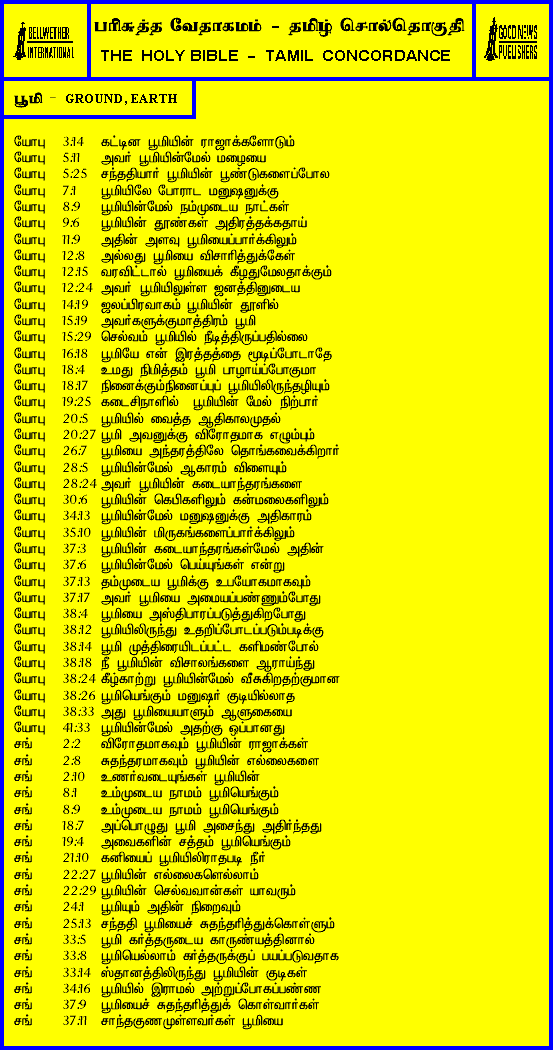 BELLWETHER
INTERNATIONAL
பரிசுத்த வேதாகமம் - தமிழ் சொல்தொகுதி
THE HOLY BIBLE - TAMIL CONCORDANCE
GOOD NEWS
PUBLISHERS
பூமி - GROUND, EARTH
யோபு 3:14 கட்டின பூமியின் ராஜாக்களோடும்
யோபு 5:11 அவர் பூமியின்மேல் மழையை
யோபு 5:25 சந்ததியார் பூமியின் பூண்டுகளைப்போல
யோபு 7:1 பூமியிலே போராட மனுஷனுக்கு
யோபு 8:9 பூமியின்மேல் நம்முடைய நாட்கள்
யோபு 9:6 பூமியின் தூண்கள் அதிரத்தக்கதாய்
யோபு 11:9 அதின் அளவு பூமியைப்பார்க்கிலும்
யோபு 12:8 அல்லது பூமியை விசாரித்துக்கேள்
யோபு 12:15 வரவிட்டால் பூமியைக் கீழதுமேலதாக்கும்
யோபு 12:24 அவர் பூமியிலுள்ள ஜனத்தினுடைய
யோபு 14:19 ஜலப்பிரவாகம் பூமியின் தூளில்
யோபு 15:19 அவர்களுக்குமாத்திரம் பூமி
யோபு 15:29 செல்வம் பூமியில் நீடித்திருப்பதில்லை
யோபு 16:18 பூமியே என் இரத்தத்தை மூடிப்போடாதே
யோபு 18:4 உமது நிமித்தம் பூமி பாழாய்ப்போகுமா
யோபு 18:17 நினைக்கும்நினைப்புப் பூமியிலிருந்தழியும்
யோபு 19:25 கடைசிநாளில் பூமியின் மேல் நிற்பார்
யோபு 20:5 பூமியில் வைத்த ஆதிகாலமுதல்
யோபு 20:27 பூமி அவனுக்கு விரோதமாக எழும்பும்
யோபு 26:7 பூமியை அந்தரத்திலே தொங்கவைக்கிறார்
யோபு 28:5 பூமியின்மேல் ஆகாரம் விளையும்
யோபு 28:24 அவர் பூமியின் கடையாந்தரங்களை
யோபு 30:6 பூமியின் கெபிகளிலும் கன்மலைகளிலும்
யோபு 34:13 பூமியின்மேல் மனுஷனுக்கு அதிகாரம்
யோபு 35:10 பூமியின் மிருகங்களைப்பார்க்கிலும்
யோபு 37:3 பூமியின் கடையாந்தரங்கள்மேல் அதின்
யோபு 37:6 பூமியின்மேல் பெய்யுங்கள் என்று
யோபு 37:13 தம்முடைய பூமிக்கு உபயோகமாகவும்
யோபு 37:17 அவர் பூமியை அமையப்பண்ணும்போது
யோபு 38:4 பூமியை அஸ்திபாரப்படுத்துகிறபோது
யோபு 38:12 பூமியிலிருந்து உதறிப்போடப்படும்படிக்கு
யோபு 38:14 பூமி முத்திரையிடப்பட்ட களிமண்போல்
யோபு 38:18 நீ பூமியின் விசாலங்களை ஆராய்ந்து
யோபு 38:24 கீழ்காற்று பூமியின்மேல் வீசுகிறதற்குமான
யோபு 38:26 பூமியெங்கும் மனுஷர் குடியில்லாத
யோபு 38:33 அது பூமியையாளும் ஆளுகையை
யோபு 41:33 பூமியின்மேல் அதற்கு ஒப்பானது
சங் 2:2 விரோதமாகவும் பூமியின் ராஜாக்கள்
சங் 2:8 சுதந்தரமாகவும் பூமியின் எல்லைகளை
சங் 2:10 உணர்வடையுங்கள் பூமியின்
சங் 8:1 உம்முடைய நாமம் பூமியெங்கும்
சங் 8:9 உம்முடைய நாமம் பூமியெங்கும்
சங் 18:7 அப்பொழுது பூமி அசைந்து அதிர்ந்தது
சங் 19:4 அவைகளின் சத்தம் பூமியெங்கும்
சங் 21:10 கனியைப் பூமியிலிராதபடி நீர்
சங் 22:27 பூமியின் எல்லைகளெல்லாம்
சங் 22:29 பூமியின் செல்வவான்கள் யாவரும்
சங் 24:1 பூமியும் அதின் நிறைவும்
சங் 25:13 சந்ததி பூமியைச் சுதந்தரித்துக்கொள்ளும்
சங் 33:5 பூமி கர்த்தருடைய காருண்யத்தினால்
சங் 33:8 பூமியெல்லாம் கர்த்தருக்குப் பயப்படுவதாக
சங் 33:14 ஸ்தானத்திலிருந்து பூமியின் குடிகள்
சங் 34:16 பூமியில் இராமல் அற்றுப்போகப்பண்ண
சங் 37:9 பூமியைச் சுதந்தரித்துக் கொள்வார்கள்
சங் 37:11 சாந்தகுணமுள்ளவர்கள் பூமியை